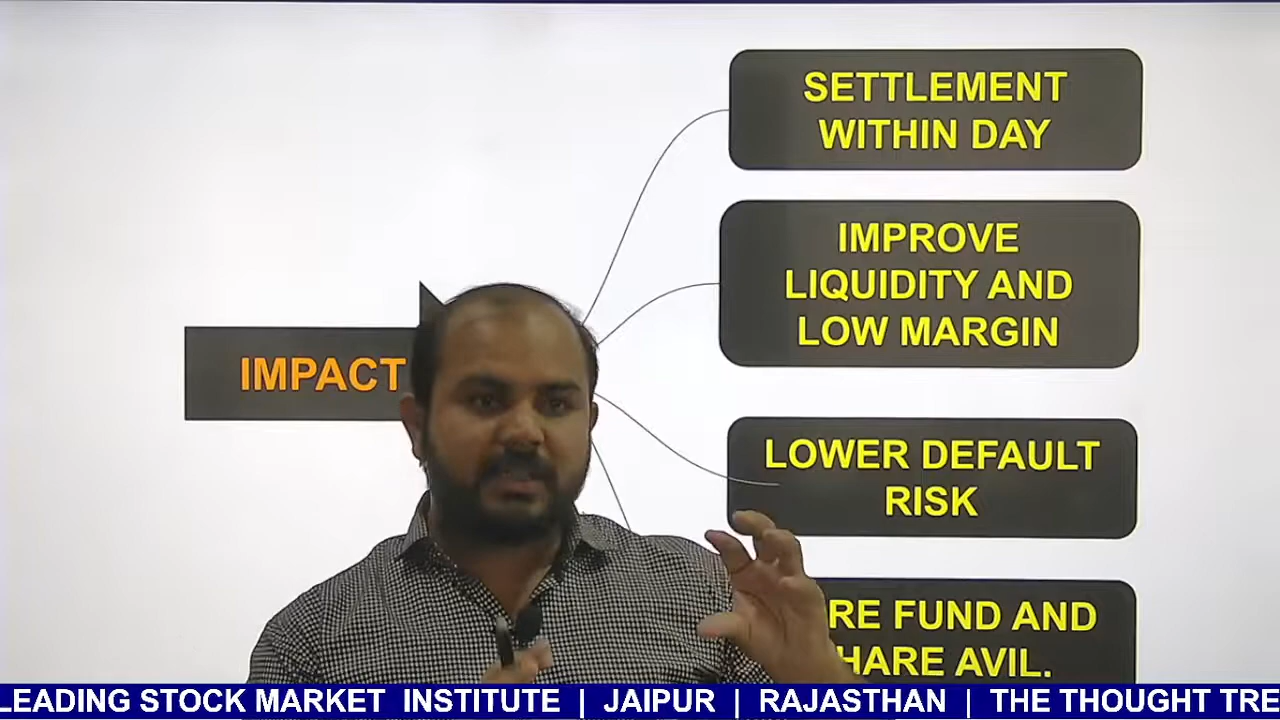 SETTLEMENT
WITHIN DAY
IMPROVE
LIQUIDITY AND
LOW MARGIN
IMPACT
LOWER DEFAULT
RISK
FUND AND
AVIL.
LEADING STOCK MARKET INSTITUTE | JAIPUR | RAJASTHAN | THE THOUGHT